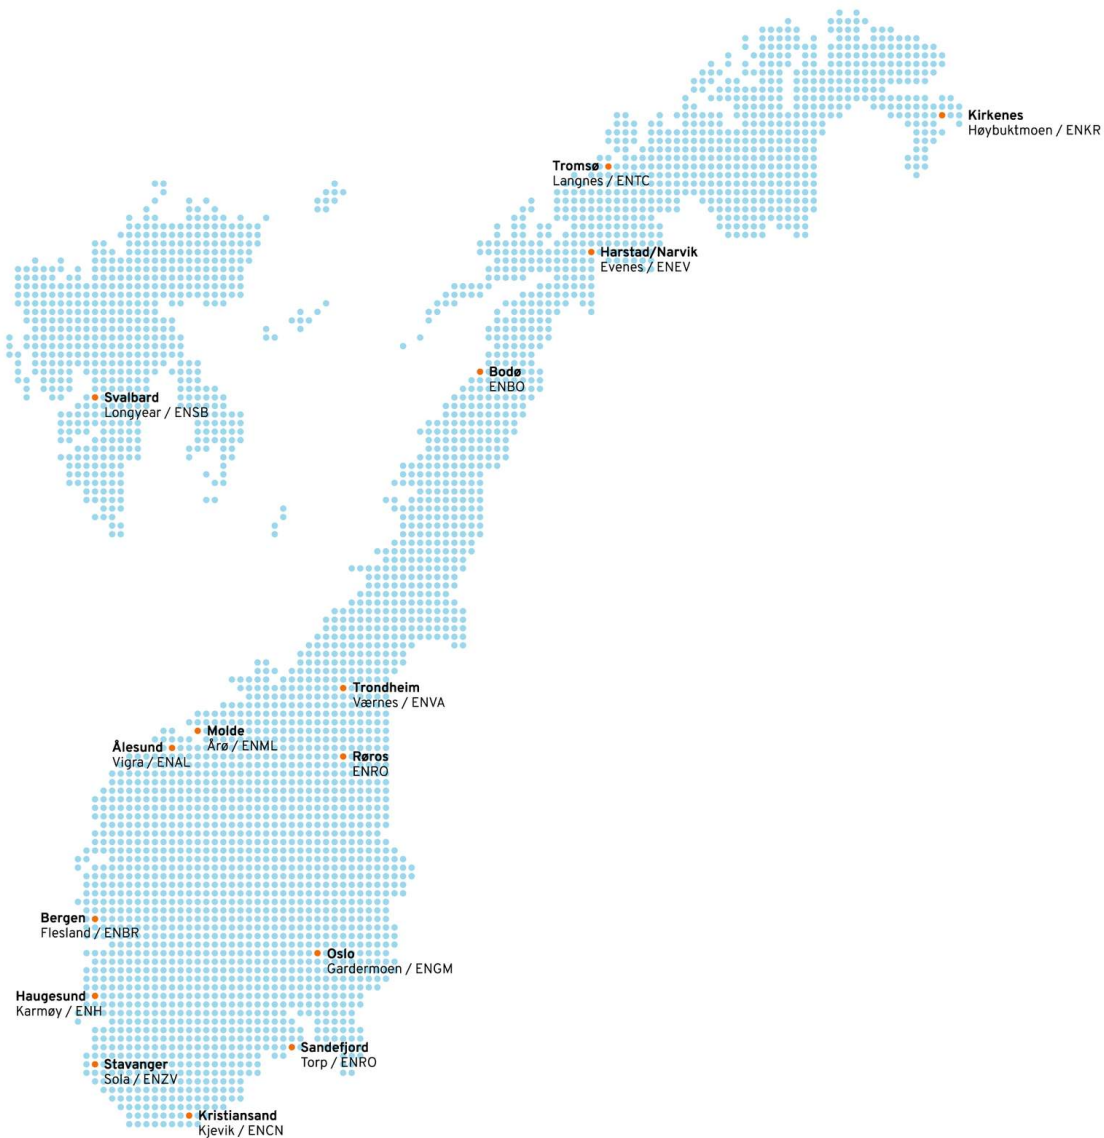 Kirkenes
Høybuktmoen / ENKR
Tromsø
Langnes / ENTC
Harstad/Narvik
Evenes / ENEV
Bodø
ENBO
Svalbard
Longyear / ENSB
Trondheim
Værnes / ENVA
Molde
Årø / ENML
Ålesund
Vigra / ENAL
Røros
ENRO
Bergen
Flesland / ENBR
Oslo
Gardermoen / ENGM
Haugesund
Karmøy / ENH
Sandefjord
Torp / ENRO
Stavanger
Sola / ENZV
Kristiansand
Kjevik / ENCN